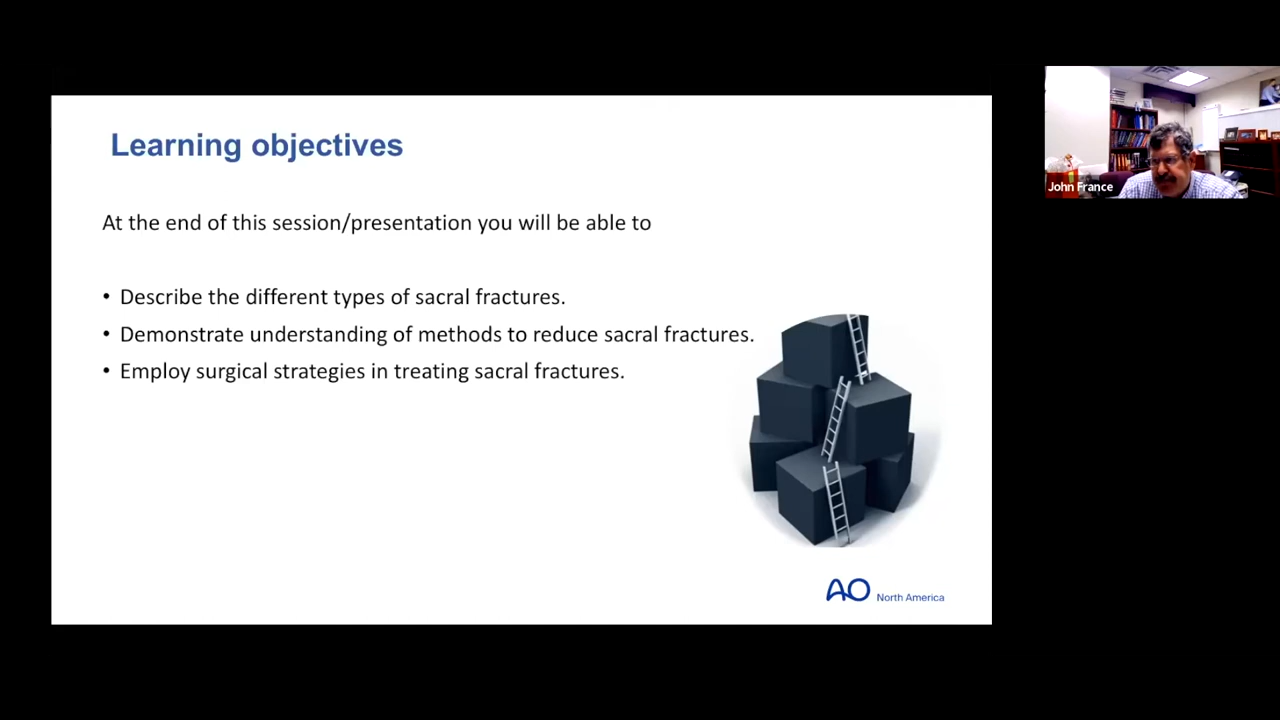 Learning objectives
At the end of this session/presentation you will be able to
• Describe the different types of sacral fractures.
• Demonstrate understanding of methods to reduce sacral fractures.
• Employ surgical strategies in treating sacral fractures.
AO North America
John France